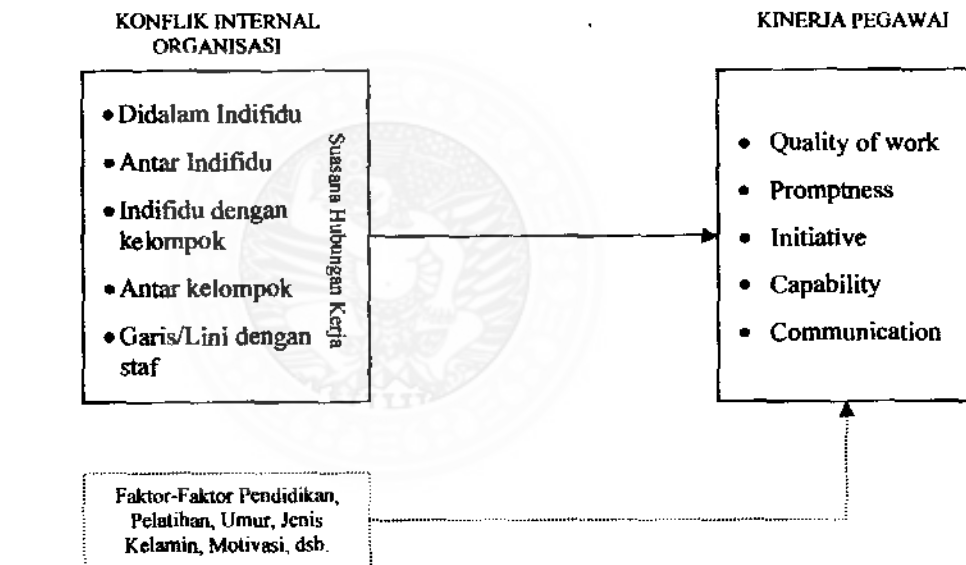 KONFLIK INTERNAL
ORGANISASI
• Didalam Indifidu
• Antar Indifidu
• Indifidu dengan
kelompok
• Antar kelompok
• Garis/Lini dengan
staf
Suasana Hubungan Kerja
KINERJA PEGAWAI
• Quality of work
• Promptness
• Initiative
• Capability
• Communication
Faktor-Faktor Pendidikan,
Pelatihan, Umur, Jenis
Kelamin, Motivasi, dsb.